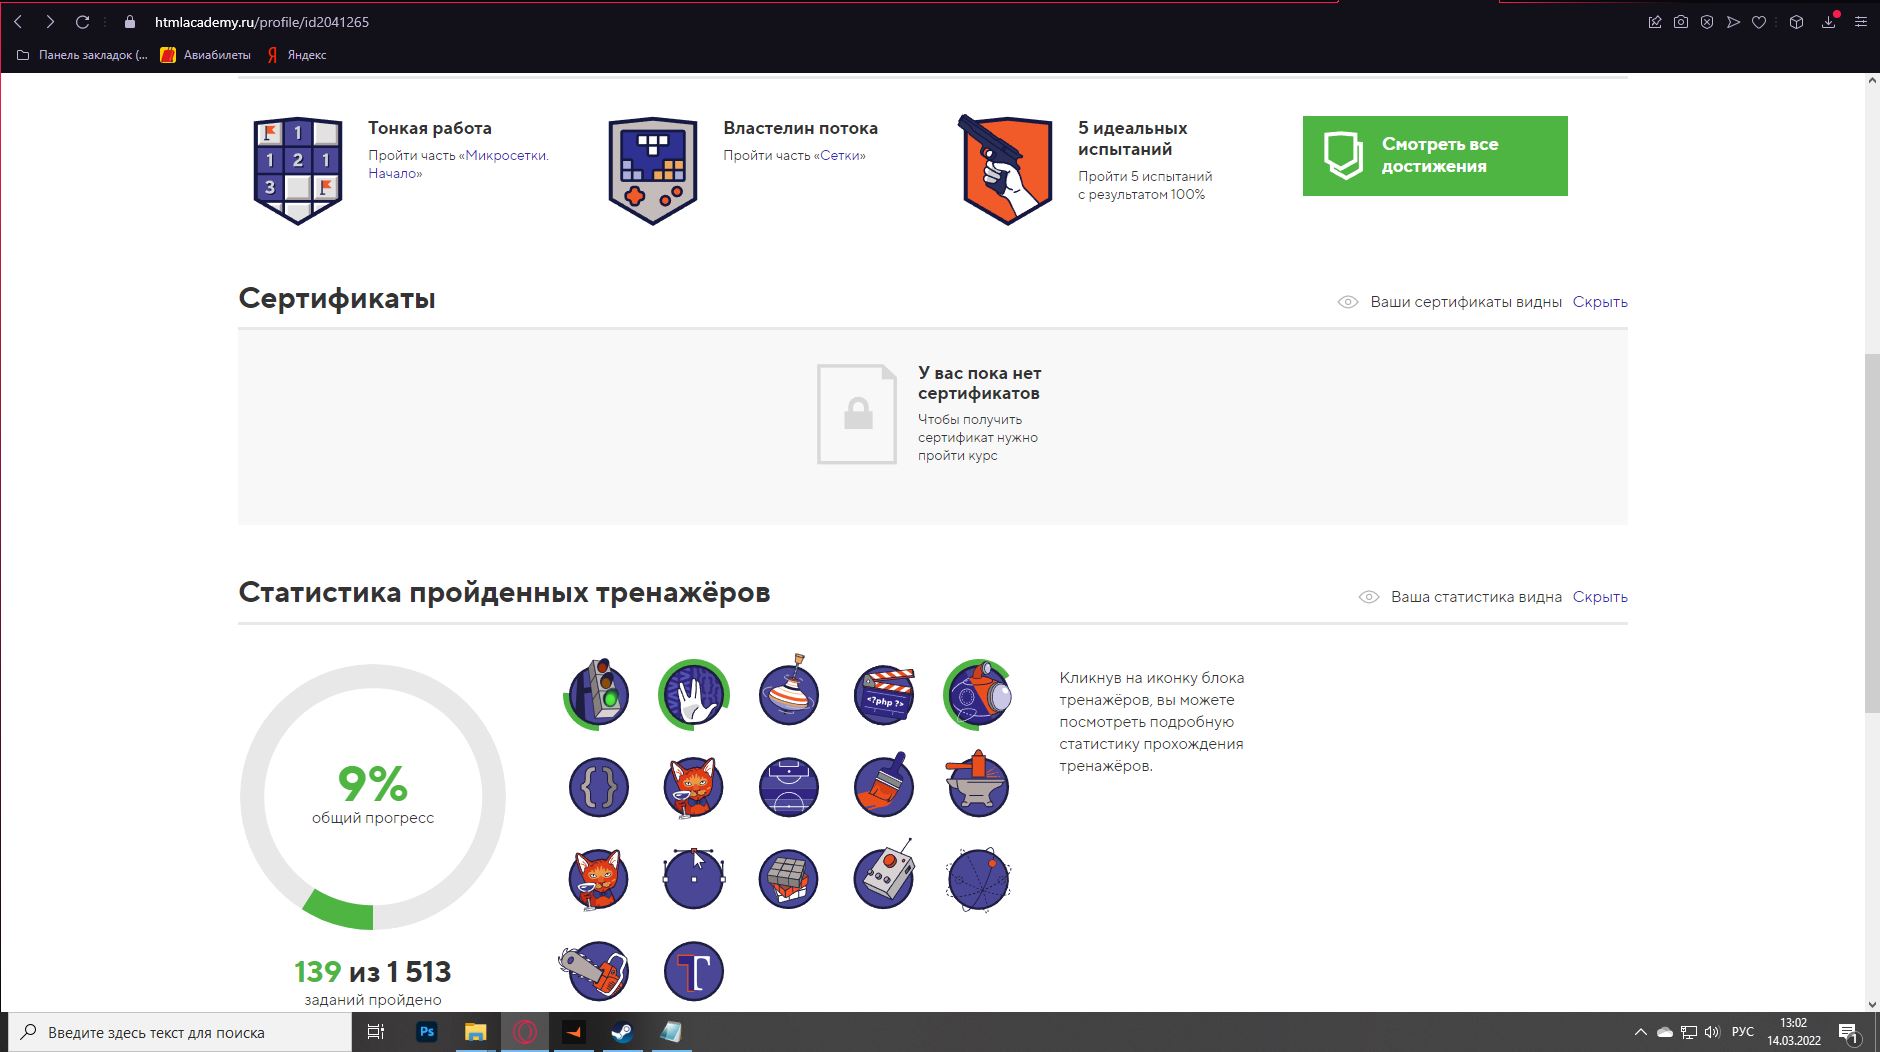 htmlacademy.ru/profile/id2041265
Панель закладок (...
Авиабилеты
Яндекс
1
1 2 1
3
Тонкая работа
Пройти часть «Микросетки.
Начало»
Властелин потока
Пройти часть «Сетки»
5 идеальных
испытаний
Пройти 5 испытаний
с результатом 100%
Смотреть все
достижения
Сертификаты
Ваши сертификаты видны Скрыть
У вас пока нет
сертификатов
Чтобы получить
сертификат нужно
пройти курс
Статистика пройденных тренажёров
Ваша статистика видна Скрыть
9%
общий прогресс
139 из 1 513
заданий пройдено
<?php ?>
{}
T
Кликнув на иконку блока
тренажёров, вы можете
посмотреть подробную
статистику прохождения
тренажёров.
Введите здесь текст для поиска
Ps
РУС
13:02
14.03.2022
1